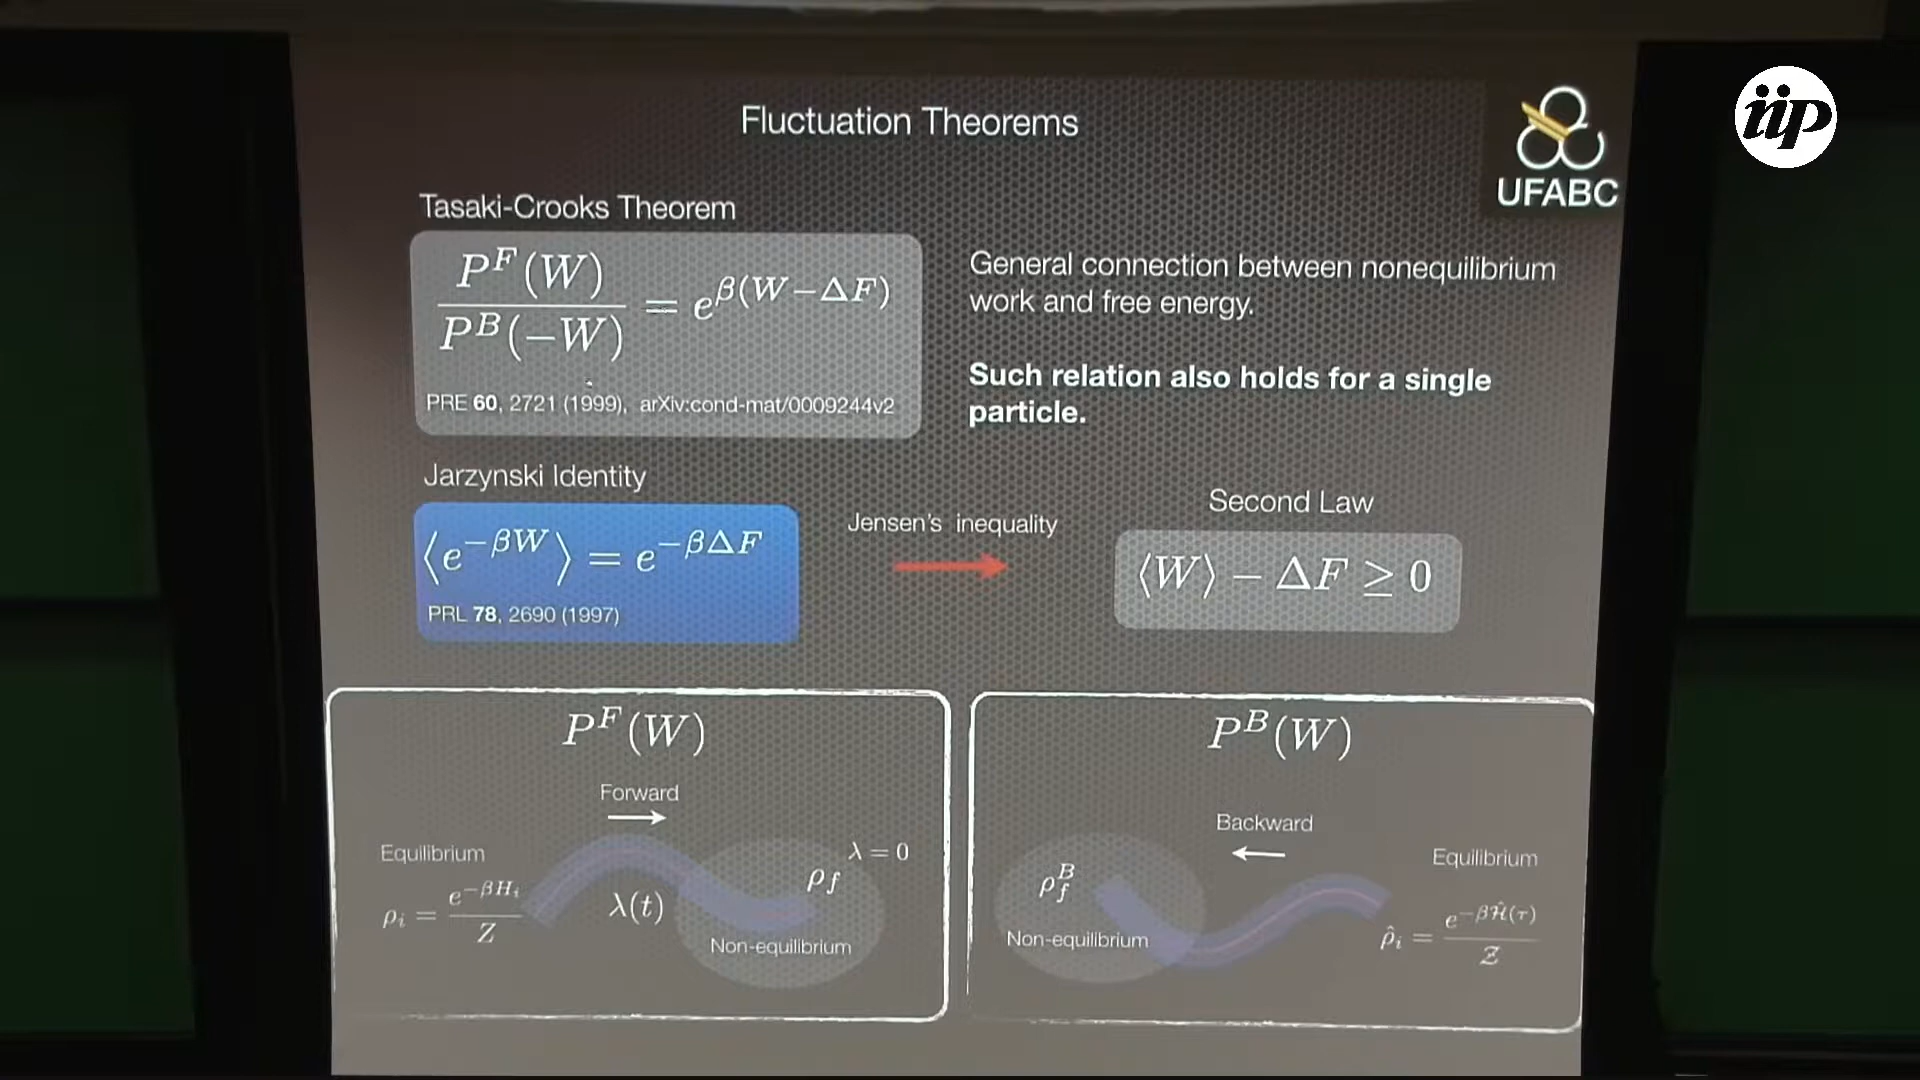 Fluctuation Theorems
iip
UFABC
Tasaki-Crooks Theorem
P^F(W) / P^B(−W) = e^{β(W−ΔF)}
PRE 60, 2721 (1999), arXiv:cond-mat/0009244v2
General connection between nonequilibrium
work and free energy.
Such relation also holds for a single
particle.
Jarzynski Identity
⟨e^{−βW}⟩ = e^{−βΔF}
PRL 78, 2690 (1997)
Jensen's inequality
Second Law
⟨W⟩ − ΔF ≥ 0
P^F(W)
Forward
Equilibrium
ρ_i = e^{−βH_i} / Z
λ(t)
λ = 0
ρ_f
Non-equilibrium
P^B(W)
Backward
ρ_f^B
Non-equilibrium
Equilibrium
ρ̂_i = e^{−βĤ(τ)} / Z